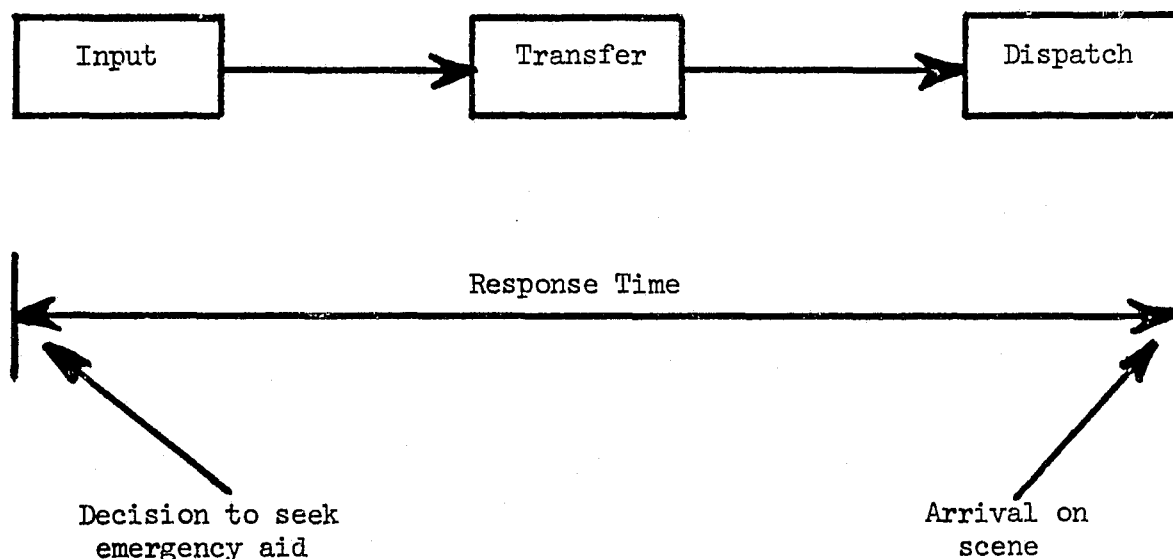 Input
Transfer
Dispatch
Response Time
Decision to seek
emergency aid
Arrival on
scene